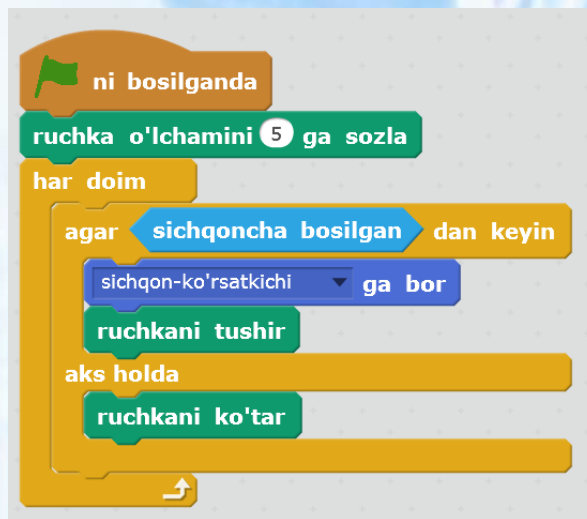 ni bosilganda
ruchka o'lchamini 5 ga sozla
har doim
agar sichqoncha bosilgan dan keyin
sichqon-ko'rsatkichi ga bor
ruchkani tushir
aks holda
ruchkani ko'tar